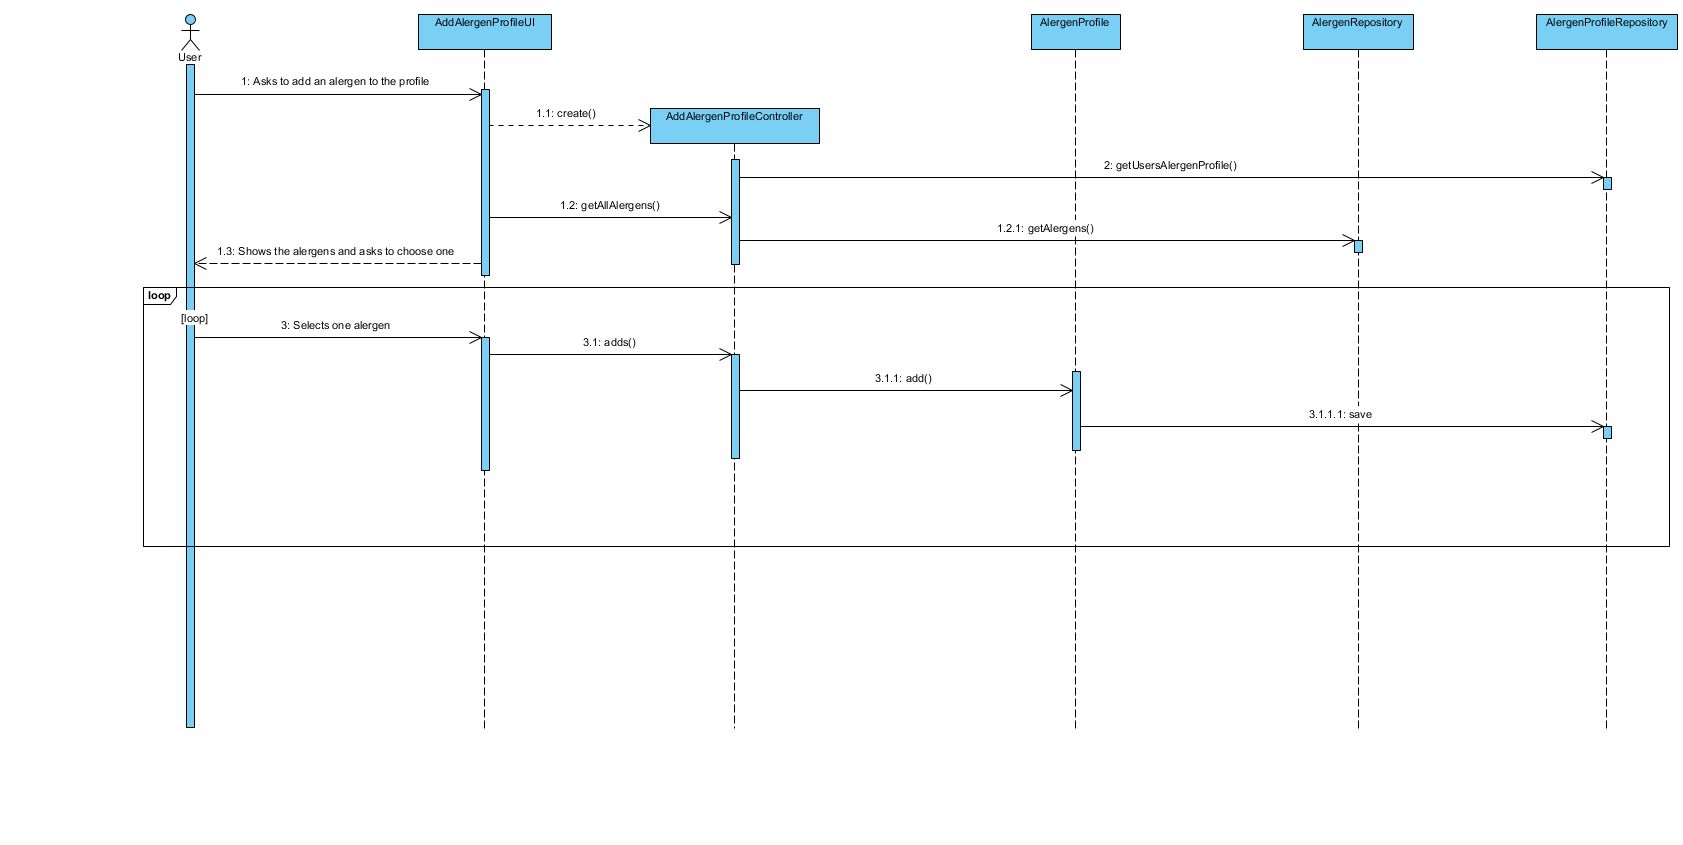 AddAlergenProfileUI
AlergenProfile
AlergenRepository
AlergenProfileRepository
User
1: Asks to add an alergen to the profile
1.1: create()
AddAlergenProfileController
2: getUsersAlergenProfile()
1.2: getAllAlergens()
1.2.1: getAlergens()
1.3: Shows the alergens and asks to choose one
loop
[loop]
3: Selects one alergen
3.1: adds()
3.1.1: add()
3.1.1.1: save